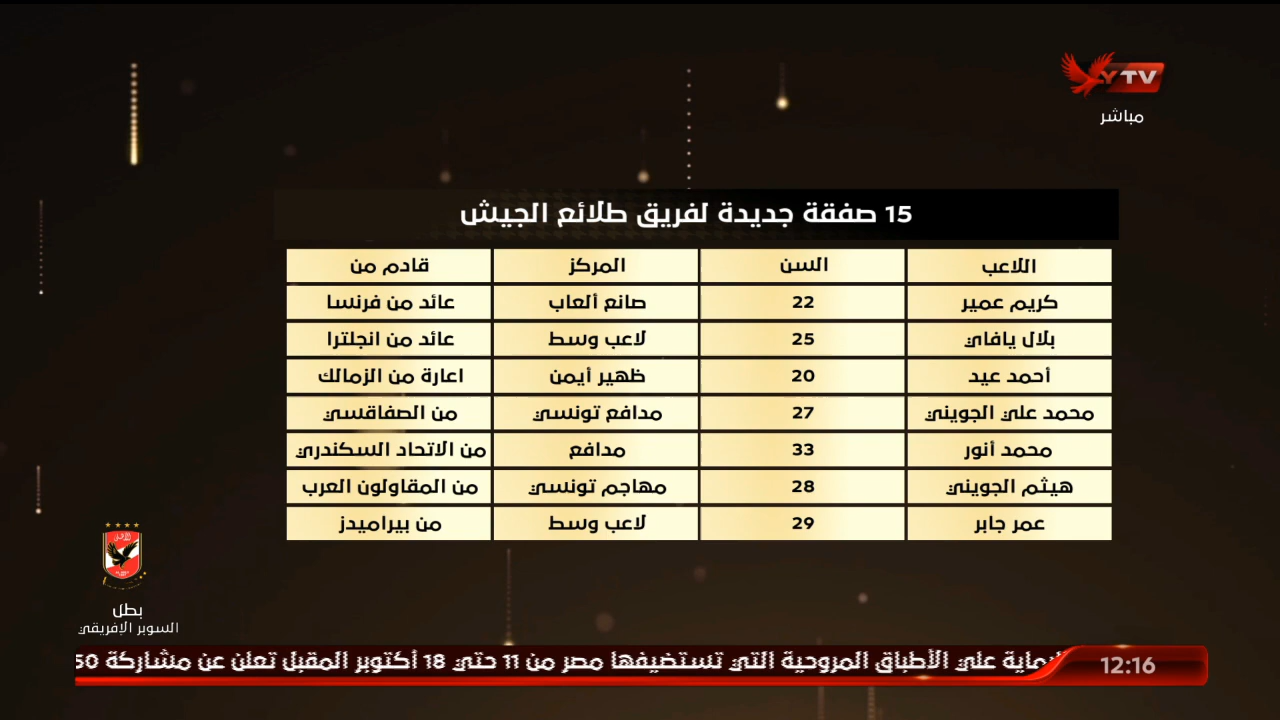 YTV
مباشر
15 صفقة جديدة لفريق طلائع الجيش
اللاعب السن المركز قادم من
كريم عمير 22 صانع ألعاب عائد من فرنسا
بلال يافاي 25 لاعب وسط عائد من انجلترا
أحمد عيد 20 ظهير أيمن اعارة من الزمالك
محمد علي الجويني 27 مدافع تونسي من الصفاقسي
محمد أنور 33 مدافع من الاتحاد السكندري
هيثم الجويني 28 مهاجم تونسي من المقاولون العرب
عمر جابر 29 لاعب وسط من بيراميدز
بطل
السوبر الإفريقي
على الأطباق المروحية التي تستضيفها مصر من 11 حتى 18 أكتوبر المقبل تعلن عن مشاركة 50
12:16